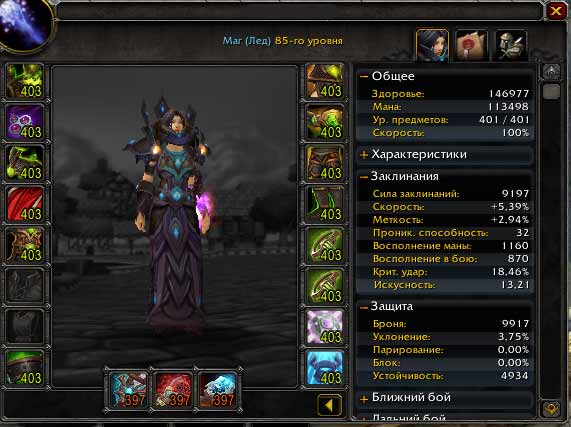 Маг (Лед) 85-го уровня
Общее
Здоровье: 146977
Мана: 113498
Ур. предметов: 401 / 401
Скорость: 100%
Характеристики
Заклинания
Сила заклинаний: 9197
Скорость: +5,39%
Меткость: +2,94%
Проник. способность: 32
Восполнение маны: 1160
Восполнение в бою: 870
Крит. удар: 18,46%
Искусность: 13,21
Защита
Броня: 9917
Уклонение: 3,75%
Парирование: 0,00%
Блок: 0,00%
Устойчивость: 4934
Ближний бой
Дальний бой
403 403
403 403
403 403
403 403
403 403
403
403
403 403
397 397 397